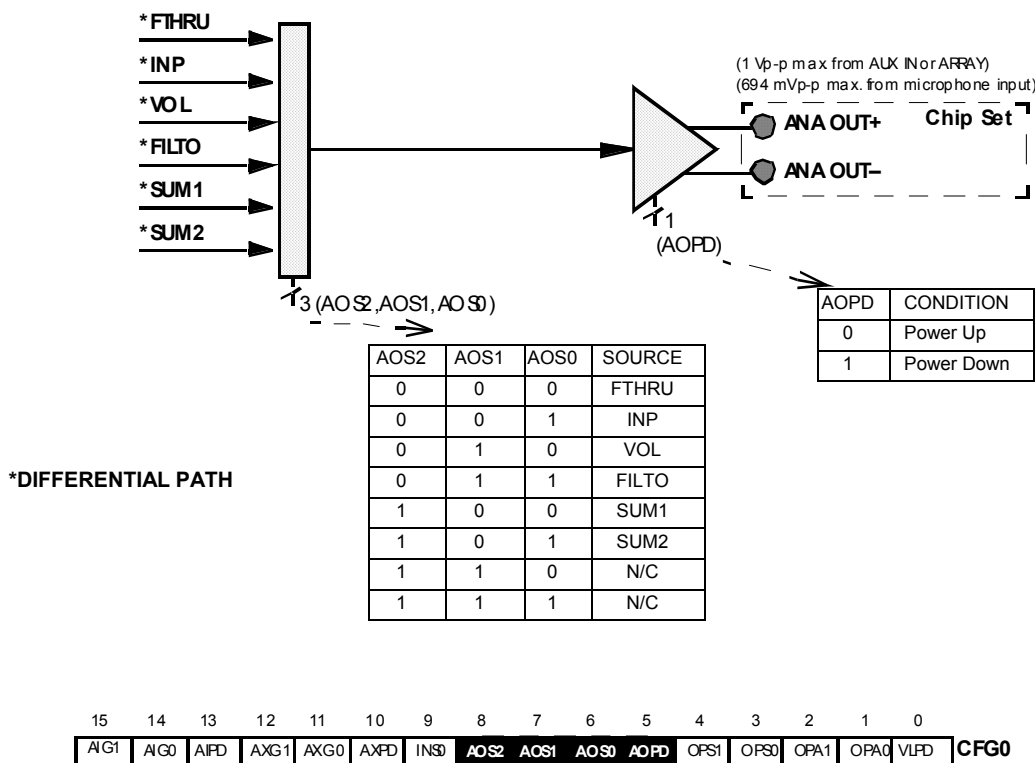 *FTHRU
*INP
*VOL
*FILTO
*SUM1
*SUM2
(1 Vp-p max from AUX IN or ARRAY)
(694 mVp-p max. from microphone input)
ANA OUT+ Chip Set
ANA OUT–
1
(AOPD)
3 (AOS2, AOS1, AOS0)
AOPD CONDITION
0 Power Up
1 Power Down
AOS2 AOS1 AOS0 SOURCE
0 0 0 FTHRU
0 0 1 INP
0 1 0 VOL
0 1 1 FILTO
1 0 0 SUM1
1 0 1 SUM2
1 1 0 N/C
1 1 1 N/C
*DIFFERENTIAL PATH
15 14 13 12 11 10 9 8 7 6 5 4 3 2 1 0
AIG1 AIG0 AIPD AXG1 AXG0 AXPD INS0 AOS2 AOS1 AOS0 AOPD OPS1 OPS0 OPA1 OPA0 VLPD CFG0